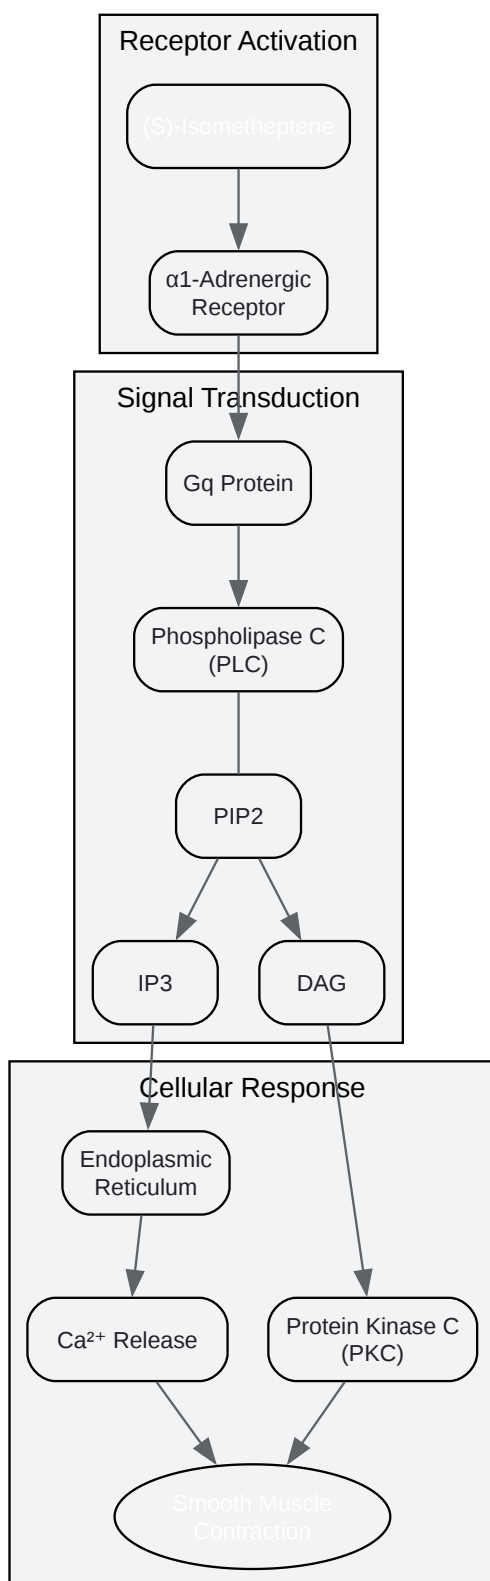 Receptor Activation
(S)-Isometheptene
α1-Adrenergic
Receptor
Signal Transduction
Gq Protein
Phospholipase C
(PLC)
PIP2
IP3
DAG
Cellular Response
Endoplasmic
Reticulum
Ca²⁺ Release
Protein Kinase C
(PKC)
Smooth Muscle
Contraction